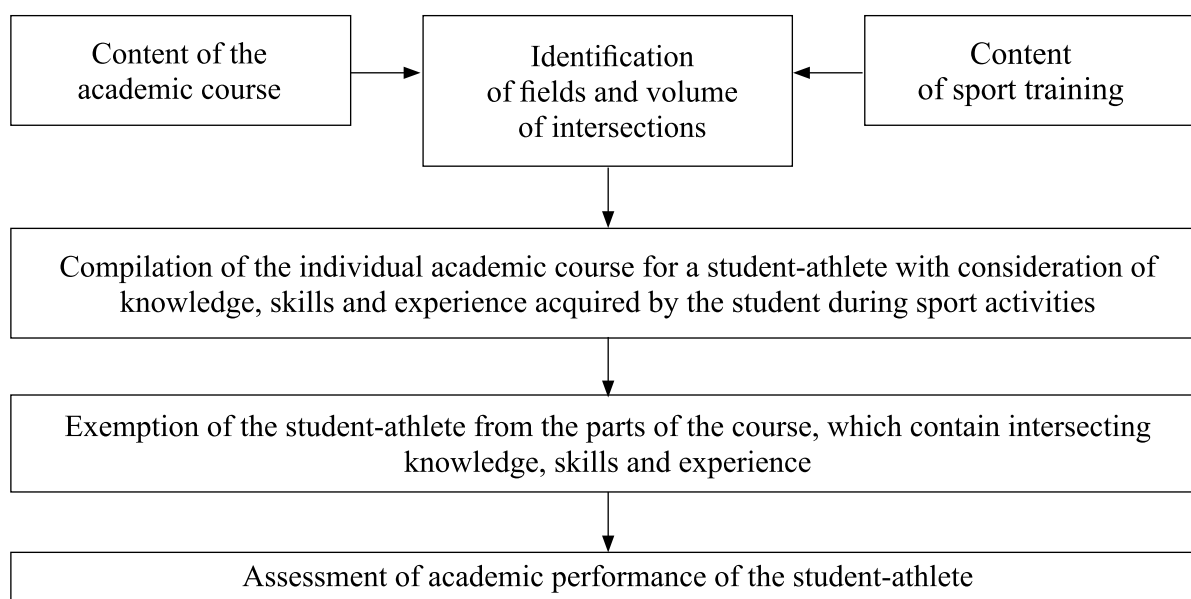 Content of the
academic course
Identification
of fields and volume
of intersections
Content
of sport training
Compilation of the individual academic course for a student-athlete with consideration of
knowledge, skills and experience acquired by the student during sport activities
Exemption of the student-athlete from the parts of the course, which contain intersecting
knowledge, skills and experience
Assessment of academic performance of the student-athlete